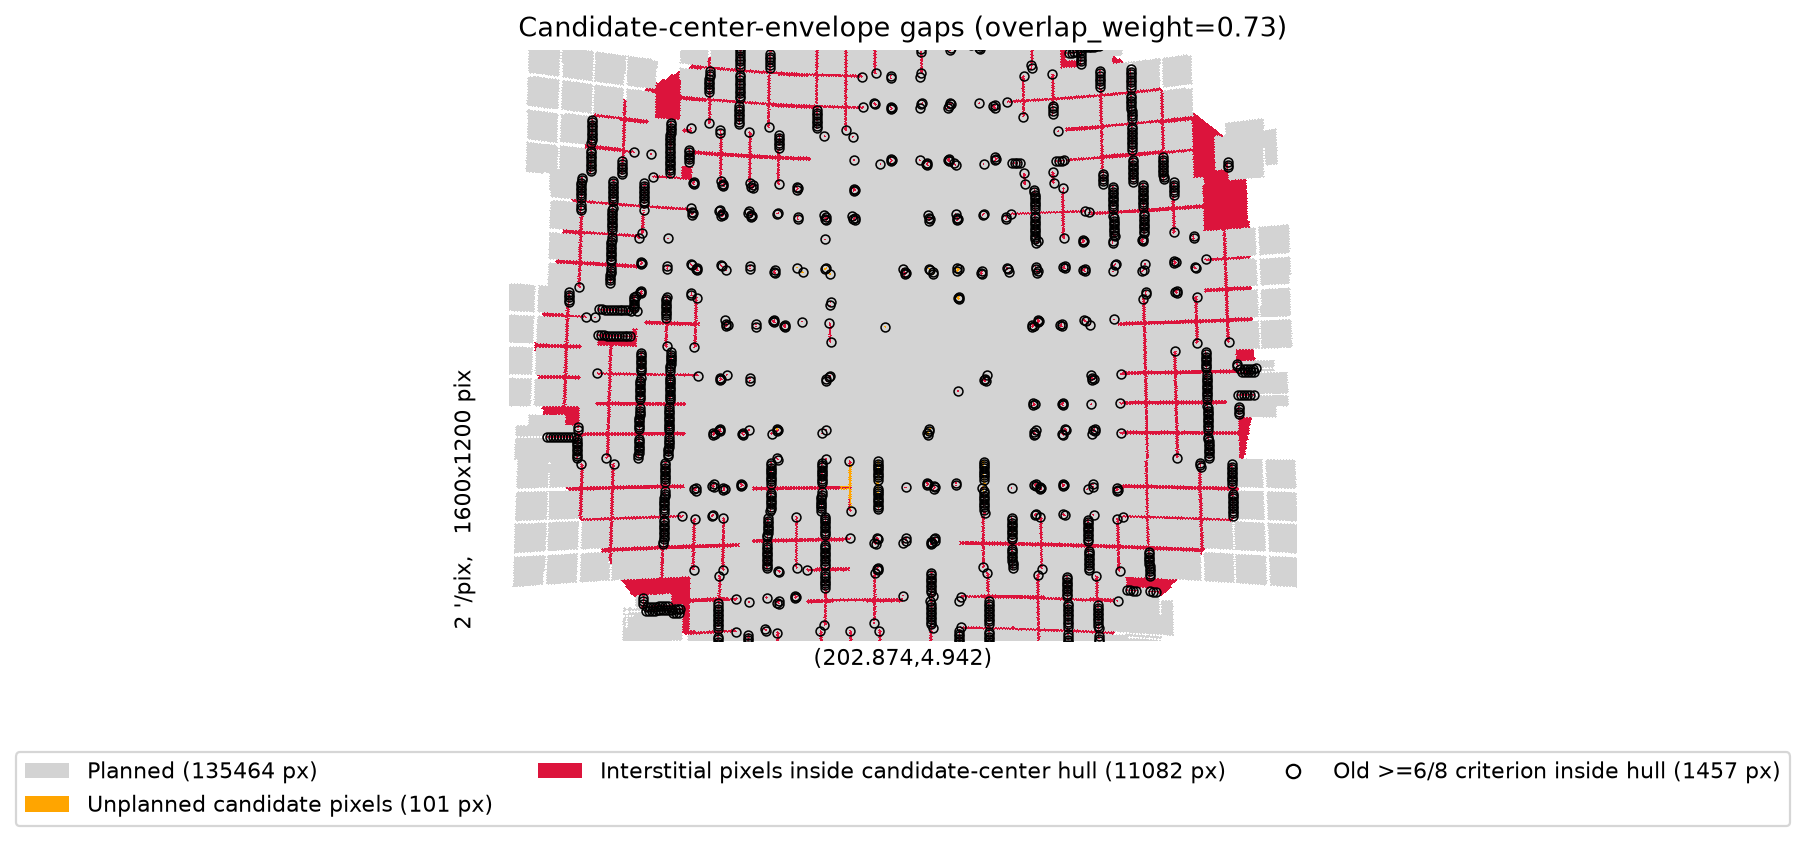 Candidate-center-envelope gaps (overlap_weight=0.73)
2 '/pix,   1600x1200 pix
(202.874,4.942)
Planned (135464 px)
Unplanned candidate pixels (101 px)
Interstitial pixels inside candidate-center hull (11082 px)
Old >=6/8 criterion inside hull (1457 px)